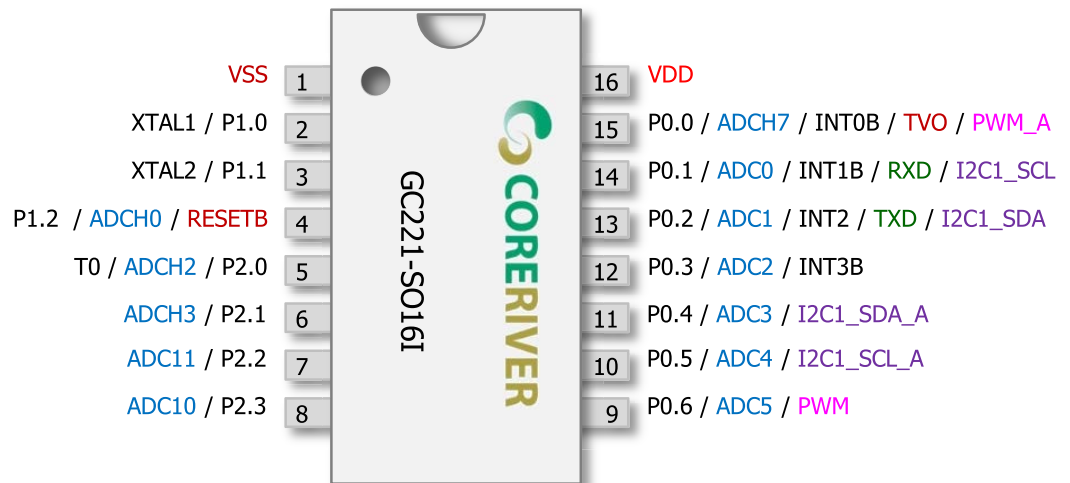 VSS 1
XTAL1 / P1.0 2
XTAL2 / P1.1 3
P1.2 / ADCH0 / RESETB 4
T0 / ADCH2 / P2.0 5
ADCH3 / P2.1 6
ADC11 / P2.2 7
ADC10 / P2.3 8
GC221-SO16I
CORERIVER
16 VDD
15 P0.0 / ADCH7 / INT0B / TVO / PWM_A
14 P0.1 / ADC0 / INT1B / RXD / I2C1_SCL
13 P0.2 / ADC1 / INT2 / TXD / I2C1_SDA
12 P0.3 / ADC2 / INT3B
11 P0.4 / ADC3 / I2C1_SDA_A
10 P0.5 / ADC4 / I2C1_SCL_A
9 P0.6 / ADC5 / PWM